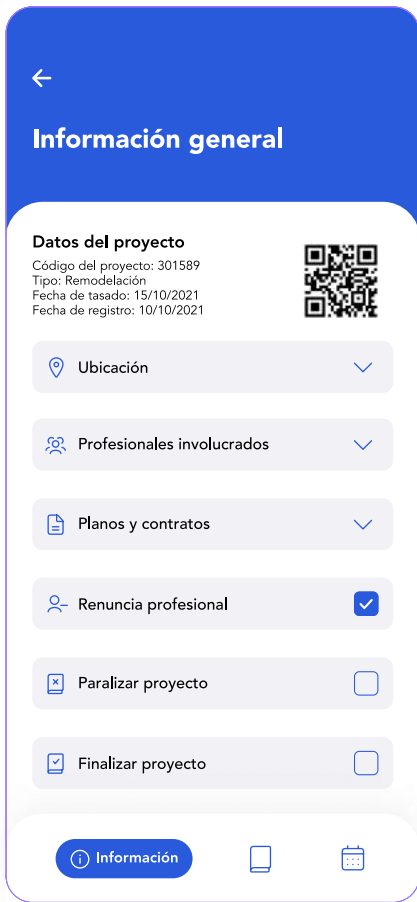 Información general
Datos del proyecto
Código del proyecto: 301589
Tipo: Remodelación
Fecha de tasado: 15/10/2021
Fecha de registro: 10/10/2021
Ubicación
Profesionales involucrados
Planos y contratos
Renuncia profesional
Paralizar proyecto
Finalizar proyecto
Información